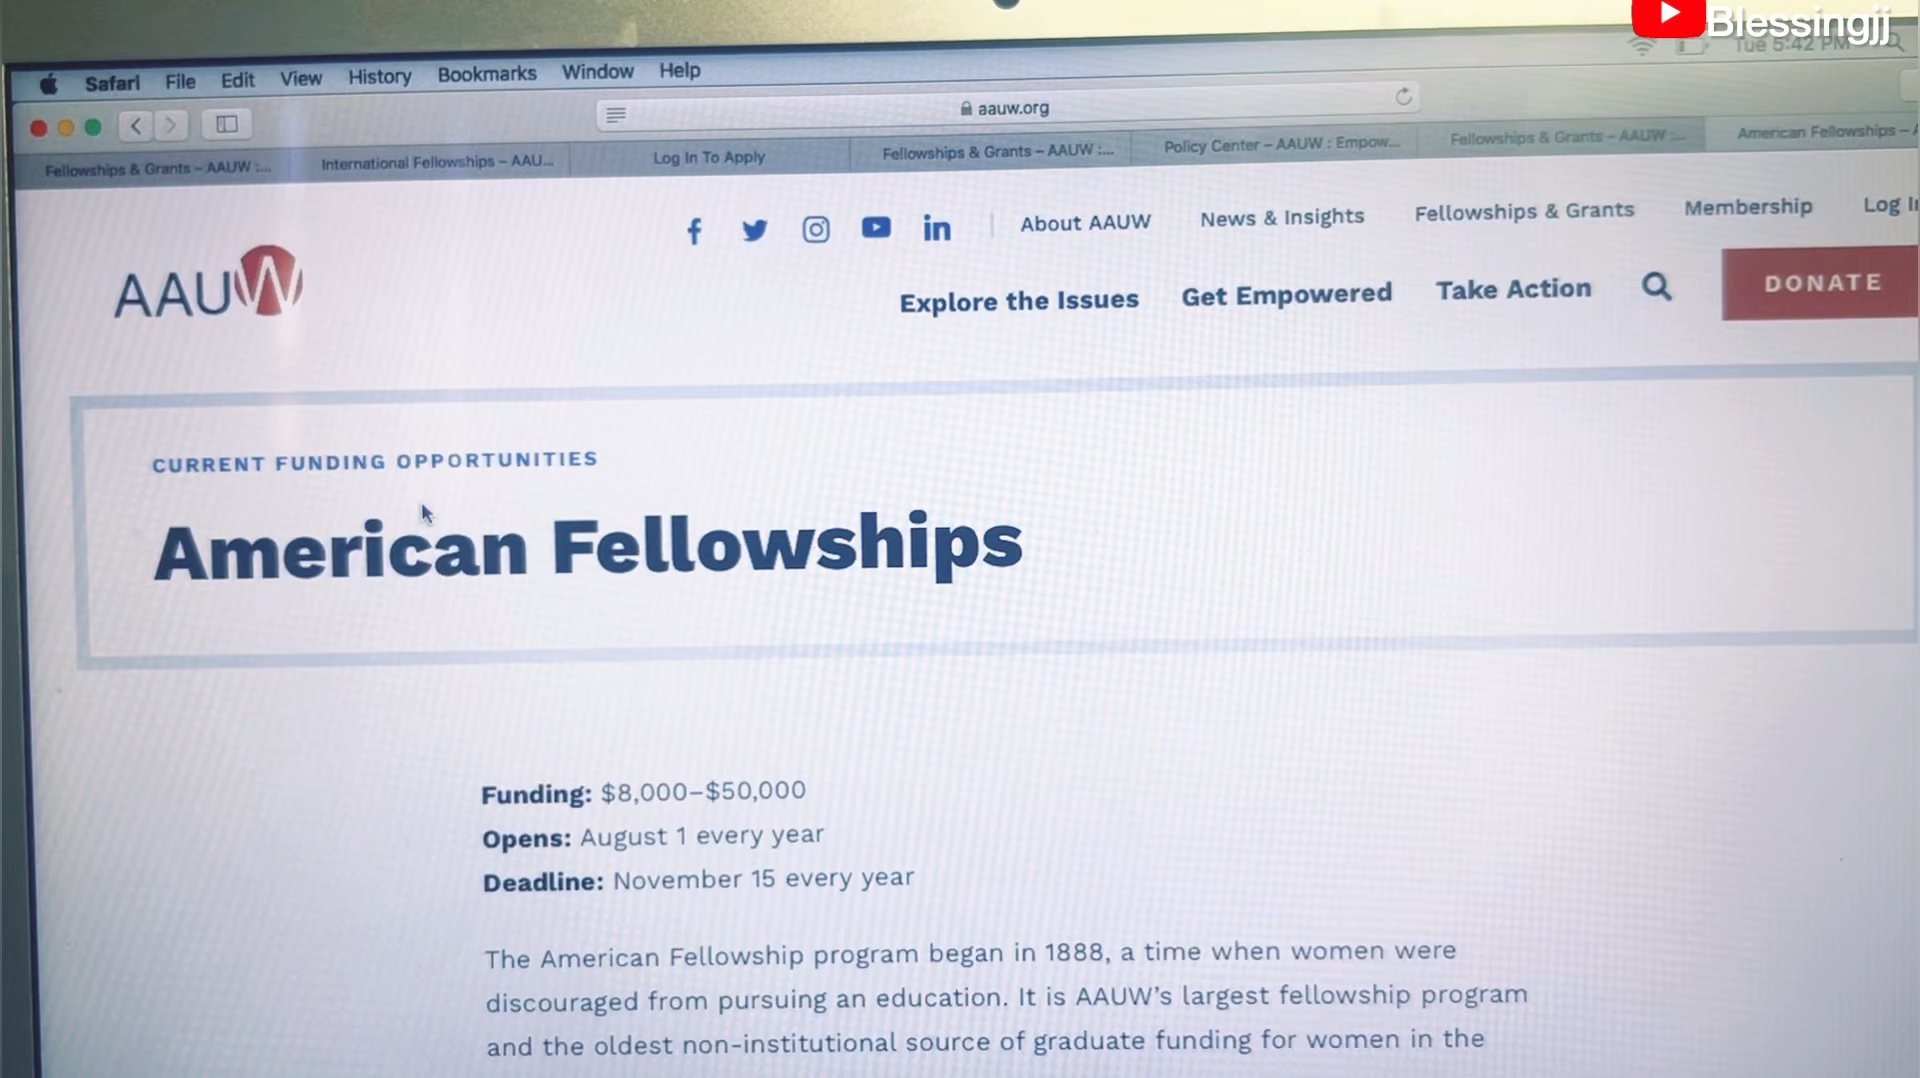 Blessingjj
Safari File Edit View History Bookmarks Window Help
Tue 5:42 PM
aauw.org
Fellowships & Grants – AAUW :... International Fellowships – AAU... Log In To Apply Fellowships & Grants – AAUW :... Policy Center – AAUW : Empow... Fellowships & Grants – AAUW :... American Fellowships – A
About AAUW News & Insights Fellowships & Grants Membership Log I
AAUW
Explore the Issues Get Empowered Take Action DONATE
CURRENT FUNDING OPPORTUNITIES
American Fellowships
Funding: $8,000–$50,000
Opens: August 1 every year
Deadline: November 15 every year
The American Fellowship program began in 1888, a time when women were
discouraged from pursuing an education. It is AAUW’s largest fellowship program
and the oldest non-institutional source of graduate funding for women in the